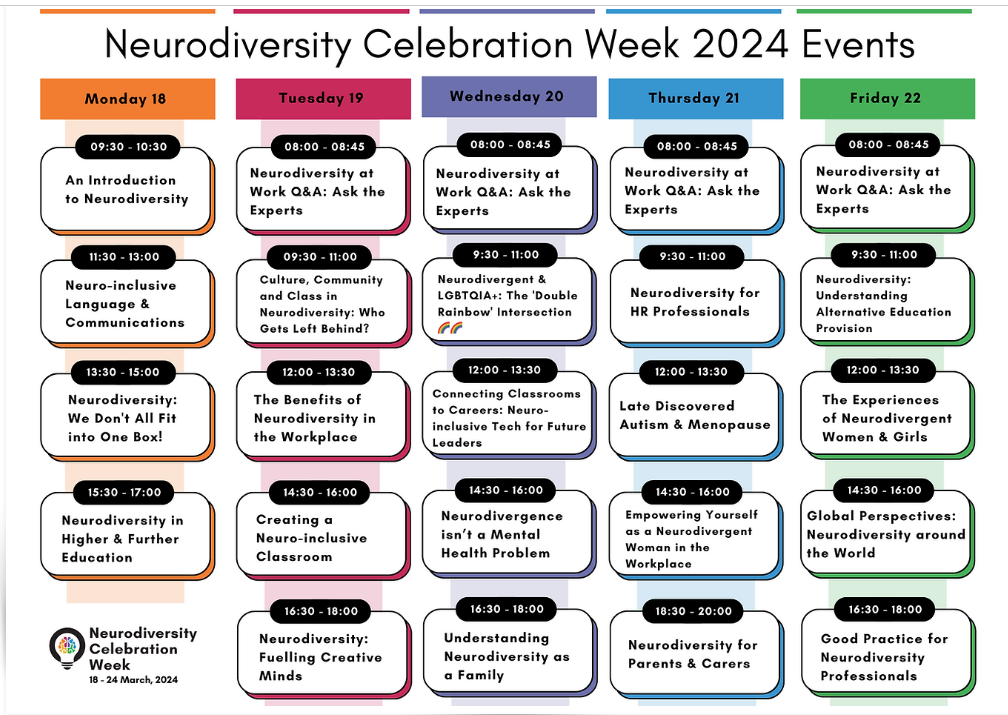 Neurodiversity Celebration Week 2024 Events
Monday 18
09:30 - 10:30
An Introduction
to Neurodiversity
11:30 - 13:00
Neuro-inclusive
Language &
Communications
13:30 - 15:00
Neurodiversity:
We Don't All Fit
into One Box!
15:30 - 17:00
Neurodiversity in
Higher & Further
Education
Neurodiversity
Celebration
Week
18 - 24 March, 2024
Tuesday 19
08:00 - 08:45
Neurodiversity at
Work Q&A: Ask the
Experts
09:30 - 11:00
Culture, Community
and Class in
Neurodiversity: Who
Gets Left Behind?
12:00 - 13:30
The Benefits of
Neurodiversity in
the Workplace
14:30 - 16:00
Creating a
Neuro-inclusive
Classroom
16:30 - 18:00
Neurodiversity:
Fuelling Creative
Minds
Wednesday 20
08:00 - 08:45
Neurodiversity at
Work Q&A: Ask the
Experts
9:30 - 11:00
Neurodivergent &
LGBTQIA+: The 'Double
Rainbow' Intersection
🌈🌈
12:00 - 13:30
Connecting Classrooms
to Careers: Neuro-
inclusive Tech for Future
Leaders
14:30 - 16:00
Neurodivergence
isn't a Mental
Health Problem
16:30 - 18:00
Understanding
Neurodiversity as
a Family
Thursday 21
08:00 - 08:45
Neurodiversity at
Work Q&A: Ask the
Experts
9:30 - 11:00
Neurodiversity for
HR Professionals
12:00 - 13:30
Late Discovered
Autism & Menopause
14:30 - 16:00
Empowering Yourself
as a Neurodivergent
Woman in the
Workplace
18:30 - 20:00
Neurodiversity for
Parents & Carers
Friday 22
08:00 - 08:45
Neurodiversity at
Work Q&A: Ask the
Experts
9:30 - 11:00
Neurodiversity:
Understanding
Alternative Education
Provision
12:00 - 13:30
The Experiences
of Neurodivergent
Women & Girls
14:30 - 16:00
Global Perspectives:
Neurodiversity around
the World
16:30 - 18:00
Good Practice for
Neurodiversity
Professionals